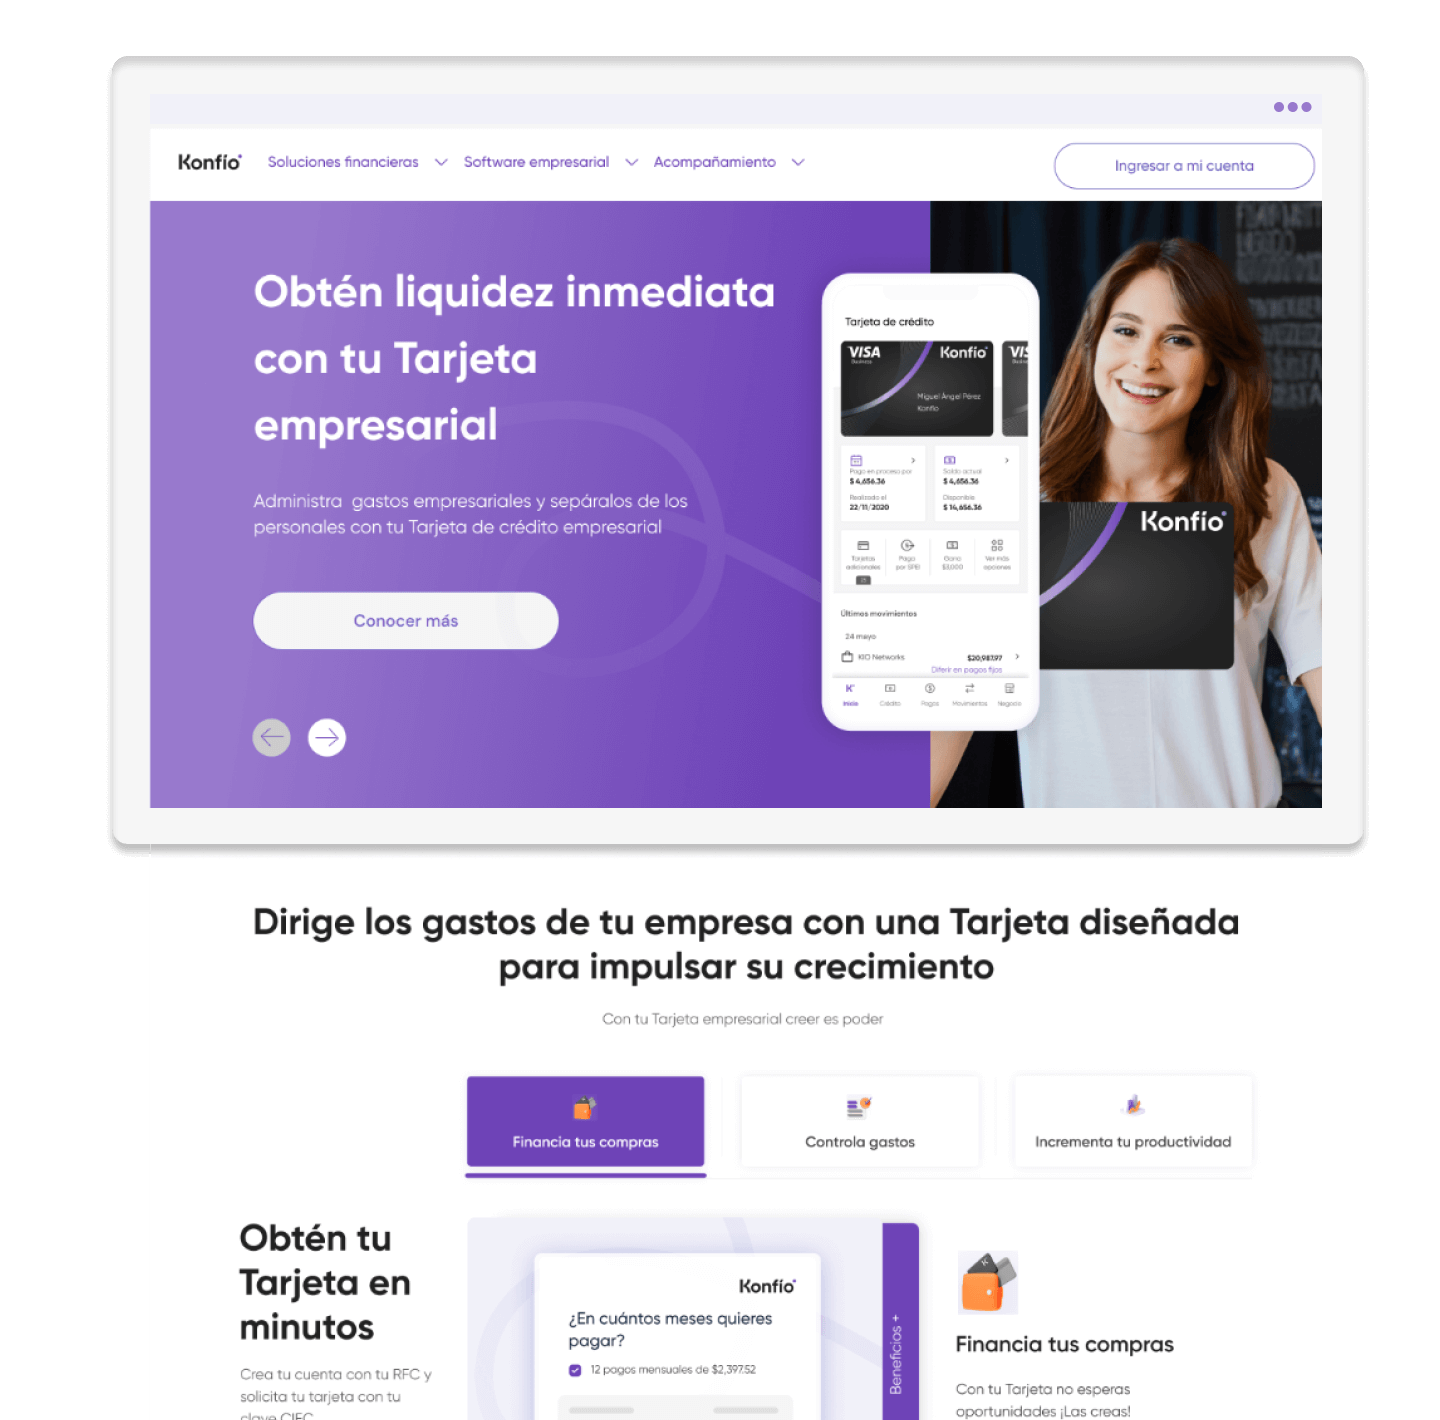 Konfío
Soluciones financieras
Software empresarial
Acompañamiento
Ingresar a mi cuenta
Obtén liquidez inmediata
con tu Tarjeta
empresarial
Administra gastos empresariales y sepáralos de los
personales con tu Tarjeta de crédito empresarial
Conocer más
Tarjeta de crédito
VISA
Business
Konfío
Miguel Ángel Pérez
Konfío
VIS
Business
Pago en proceso por
$ 4,656.36
Realizado el
22/11/2020
Saldo actual
$ 4,656.36
Disponible
$ 14,656.36
Tarjetas
adicionales
Pago
por SPEI
Gana
$3,000
Ver más
opciones
Últimos movimientos
24 mayo
KIO Networks
$20,987.97
Diferir en pagos fijos
Inicio
Crédito
Pagos
Movimientos
Negocio
Konfío
Dirige los gastos de tu empresa con una Tarjeta diseñada
para impulsar su crecimiento
Con tu Tarjeta empresarial creer es poder
Financia tus compras
Controla gastos
Incrementa tu productividad
Obtén tu
Tarjeta en
minutos
Crea tu cuenta con tu RFC y
solicita tu tarjeta con tu
clave CIEC
Konfío
¿En cuántos meses quieres
pagar?
12 pagos mensuales de $2,397.52
Beneficios +
Financia tus compras
Con tu Tarjeta no esperas
oportunidades ¡Las creas!